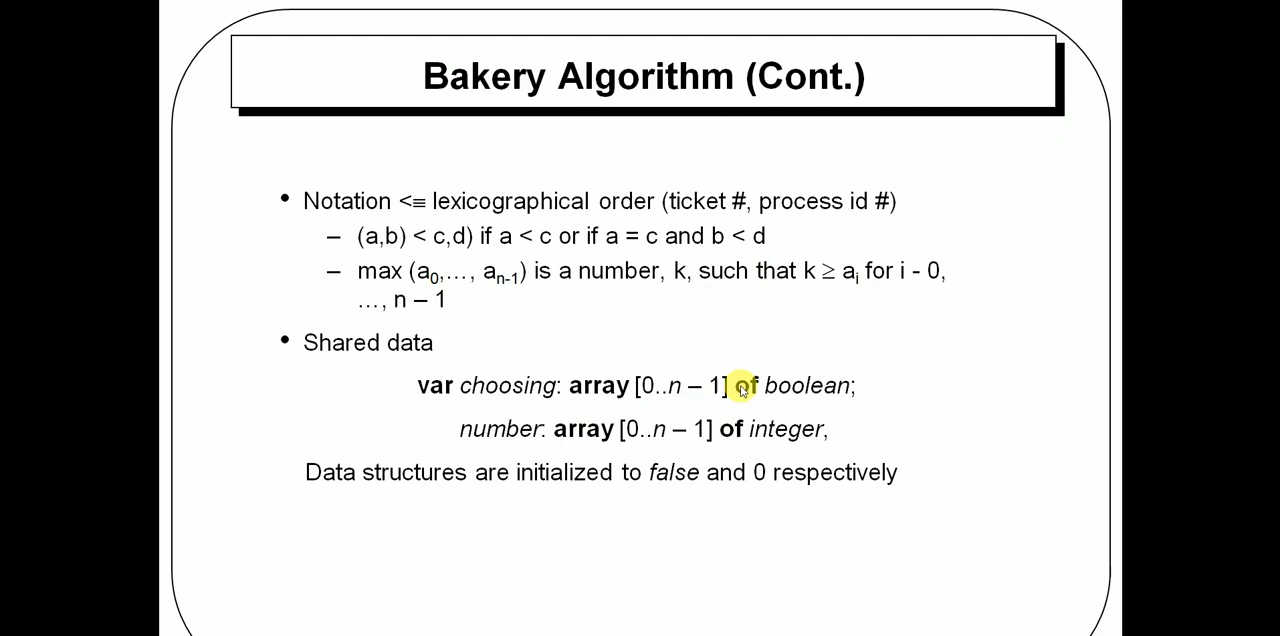 Bakery Algorithm (Cont.)
• Notation <≡ lexicographical order (ticket #, process id #)
– (a,b) < c,d) if a < c or if a = c and b < d
– max (a0,…, an-1) is a number, k, such that k ≥ ai for i - 0,
…, n – 1
• Shared data
var choosing: array [0..n – 1] of boolean;
number: array [0..n – 1] of integer,
Data structures are initialized to false and 0 respectively